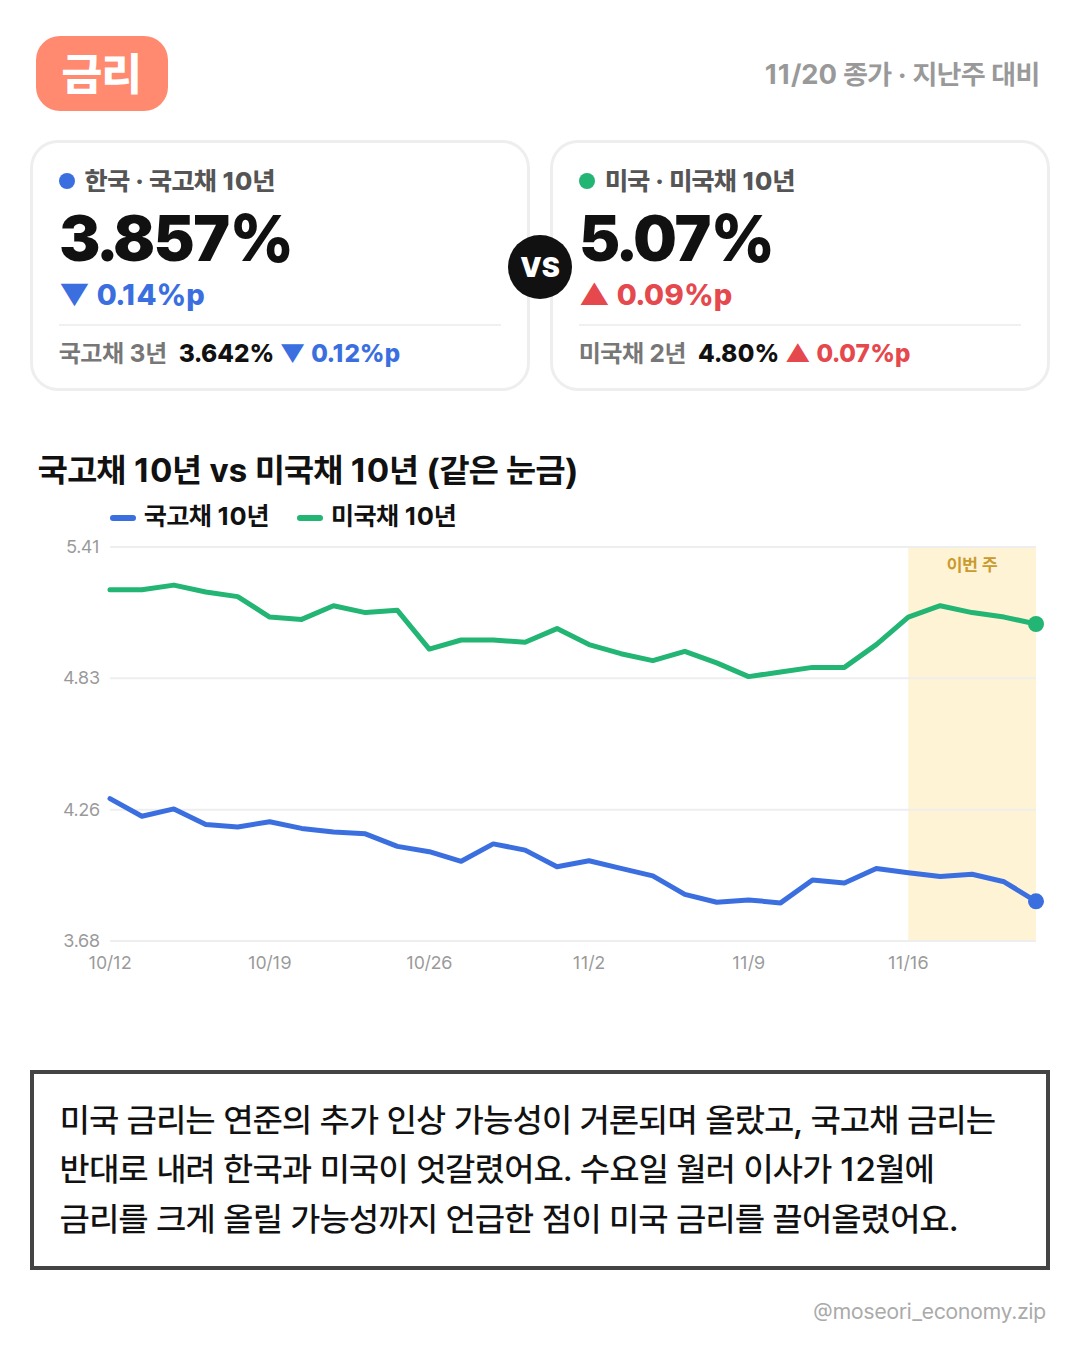 금리
11/20 종가 · 지난주 대비
한국 · 국고채 10년
3.857%
▼ 0.14%p
국고채 3년 3.642% ▼ 0.12%p
VS
미국 · 미국채 10년
5.07%
▲ 0.09%p
미국채 2년 4.80% ▲ 0.07%p
국고채 10년 vs 미국채 10년 (같은 눈금)
국고채 10년 미국채 10년
이번 주
5.41
4.83
4.26
3.68
10/12 10/19 10/26 11/2 11/9 11/16
미국 금리는 연준의 추가 인상 가능성이 거론되며 올랐고, 국고채 금리는
반대로 내려 한국과 미국이 엇갈렸어요. 수요일 월러 이사가 12월에
금리를 크게 올릴 가능성까지 언급한 점이 미국 금리를 끌어올렸어요.
@moseori_economy.zip